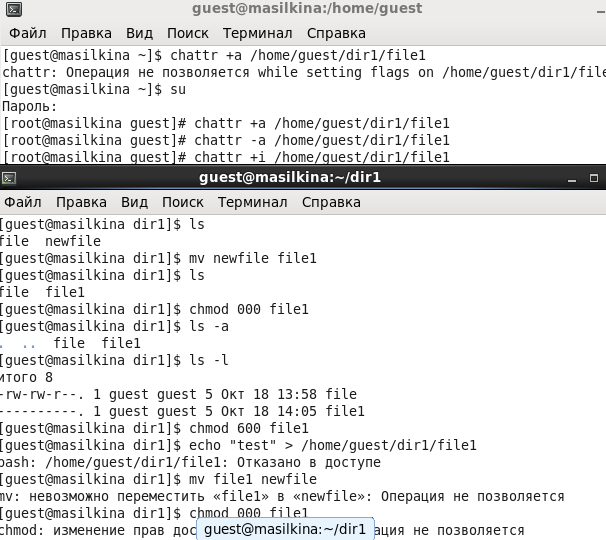 guest@masilkina:/home/guest
Файл Правка Вид Поиск Терминал Справка
[guest@masilkina ~]$ chattr +a /home/guest/dir1/file1
chattr: Операция не позволяется while setting flags on /home/guest/dir1/file
[guest@masilkina ~]$ su
Пароль:
[root@masilkina guest]# chattr +a /home/guest/dir1/file1
[root@masilkina guest]# chattr -a /home/guest/dir1/file1
[root@masilkina guest]# chattr +i /home/guest/dir1/file1
guest@masilkina:~/dir1
Файл Правка Вид Поиск Терминал Справка
[guest@masilkina dir1]$ ls
file newfile
[guest@masilkina dir1]$ mv newfile file1
[guest@masilkina dir1]$ ls
file file1
[guest@masilkina dir1]$ chmod 000 file1
[guest@masilkina dir1]$ ls -a
. .. file file1
[guest@masilkina dir1]$ ls -l
итого 8
-rw-rw-r--. 1 guest guest 5 Окт 18 13:58 file
----------. 1 guest guest 5 Окт 18 14:05 file1
[guest@masilkina dir1]$ chmod 600 file1
[guest@masilkina dir1]$ echo "test" > /home/guest/dir1/file1
bash: /home/guest/dir1/file1: Отказано в доступе
[guest@masilkina dir1]$ mv file1 newfile
mv: невозможно переместить «file1» в «newfile»: Операция не позволяется
[guest@masilkina dir1]$ chmod 000 file1
chmod: изменение прав дос ация не позволяется
guest@masilkina:~/dir1